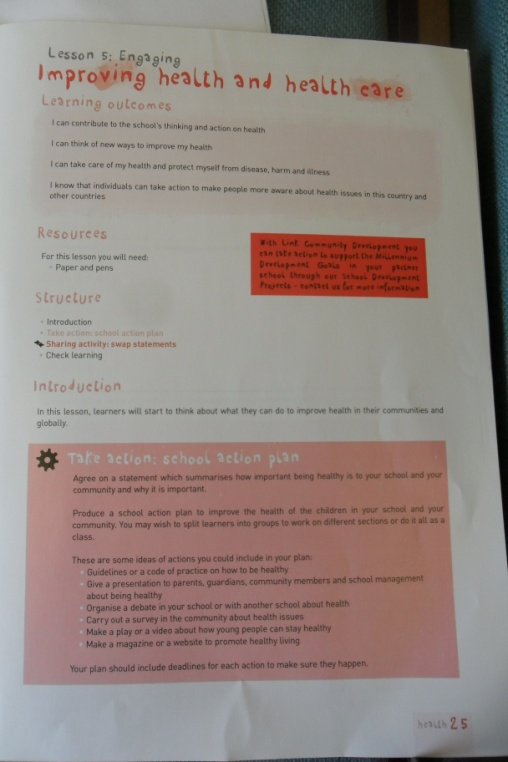 Lesson 5: Engaging
Improving health and health care
Learning outcomes
I can contribute to the school's thinking and action on health
I can think of new ways to improve my health
I can take care of my health and protect myself from disease, harm and illness
I know that individuals can take action to make people more aware about health issues in this country and
other countries
Resources
For this lesson you will need:
• Paper and pens
With Link Community Development you
can take action to support the Millennium
Development Goals in your partner
school through our School Development
Projects - contact us for more information
Structure
• Introduction
• Take action: school action plan
Sharing activity: swap statements
• Check learning
Introduction
In this lesson, learners will start to think about what they can do to improve health in their communities and
globally.
Take action: school action plan
Agree on a statement which summarises how important being healthy is to your school and your
community and why it is important.
Produce a school action plan to improve the health of the children in your school and your
community. You may wish to split learners into groups to work on different sections or do it all as a
class.
These are some ideas of actions you could include in your plan:
• Guidelines or a code of practice on how to be healthy
• Give a presentation to parents, guardians, community members and school management
about being healthy
• Organise a debate in your school or with another school about health
• Carry out a survey in the community about health issues
• Make a play or a video about how young people can stay healthy
• Make a magazine or a website to promote healthy living
Your plan should include deadlines for each action to make sure they happen.
health 25